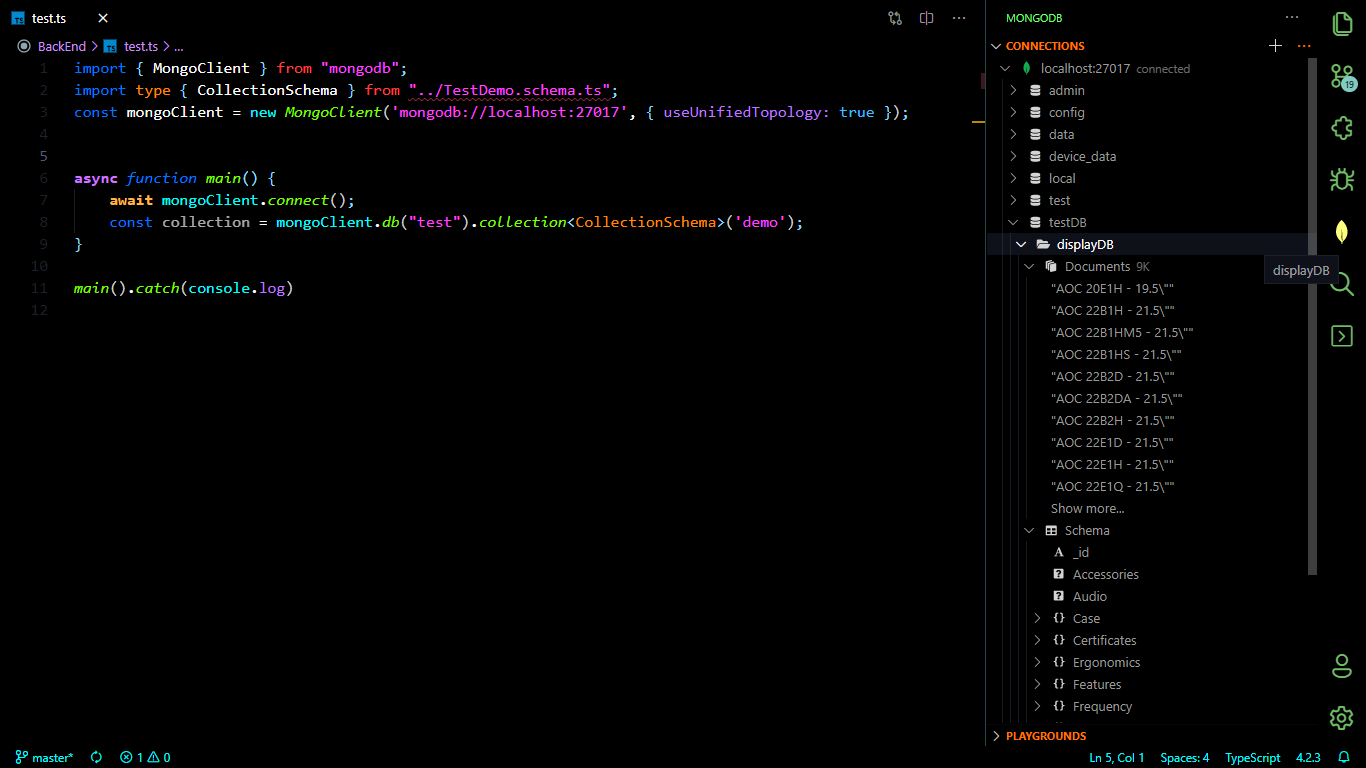 test.ts
BackEnd > test.ts > ...
1 import { MongoClient } from "mongodb";
2 import type { CollectionSchema } from "../TestDemo.schema.ts";
3 const mongoClient = new MongoClient('mongodb://localhost:27017', { useUnifiedTopology: true });
4
5
6 async function main() {
7 await mongoClient.connect();
8 const collection = mongoClient.db("test").collection<CollectionSchema>('demo');
9 }
10
11 main().catch(console.log)
12
MONGODB
CONNECTIONS
localhost:27017 connected
admin
config
data
device_data
local
test
testDB
displayDB
Documents 9K
"AOC 20E1H - 19.5\""
"AOC 22B1H - 21.5\""
"AOC 22B1HM5 - 21.5\""
"AOC 22B1HS - 21.5\""
"AOC 22B2D - 21.5\""
"AOC 22B2DA - 21.5\""
"AOC 22B2H - 21.5\""
"AOC 22E1D - 21.5\""
"AOC 22E1H - 21.5\""
"AOC 22E1Q - 21.5\""
Show more...
Schema
_id
Accessories
Audio
Case
Certificates
Ergonomics
Features
Frequency
PLAYGROUNDS
displayDB
19
master* 1 0
Ln 5, Col 1 Spaces: 4 TypeScript 4.2.3